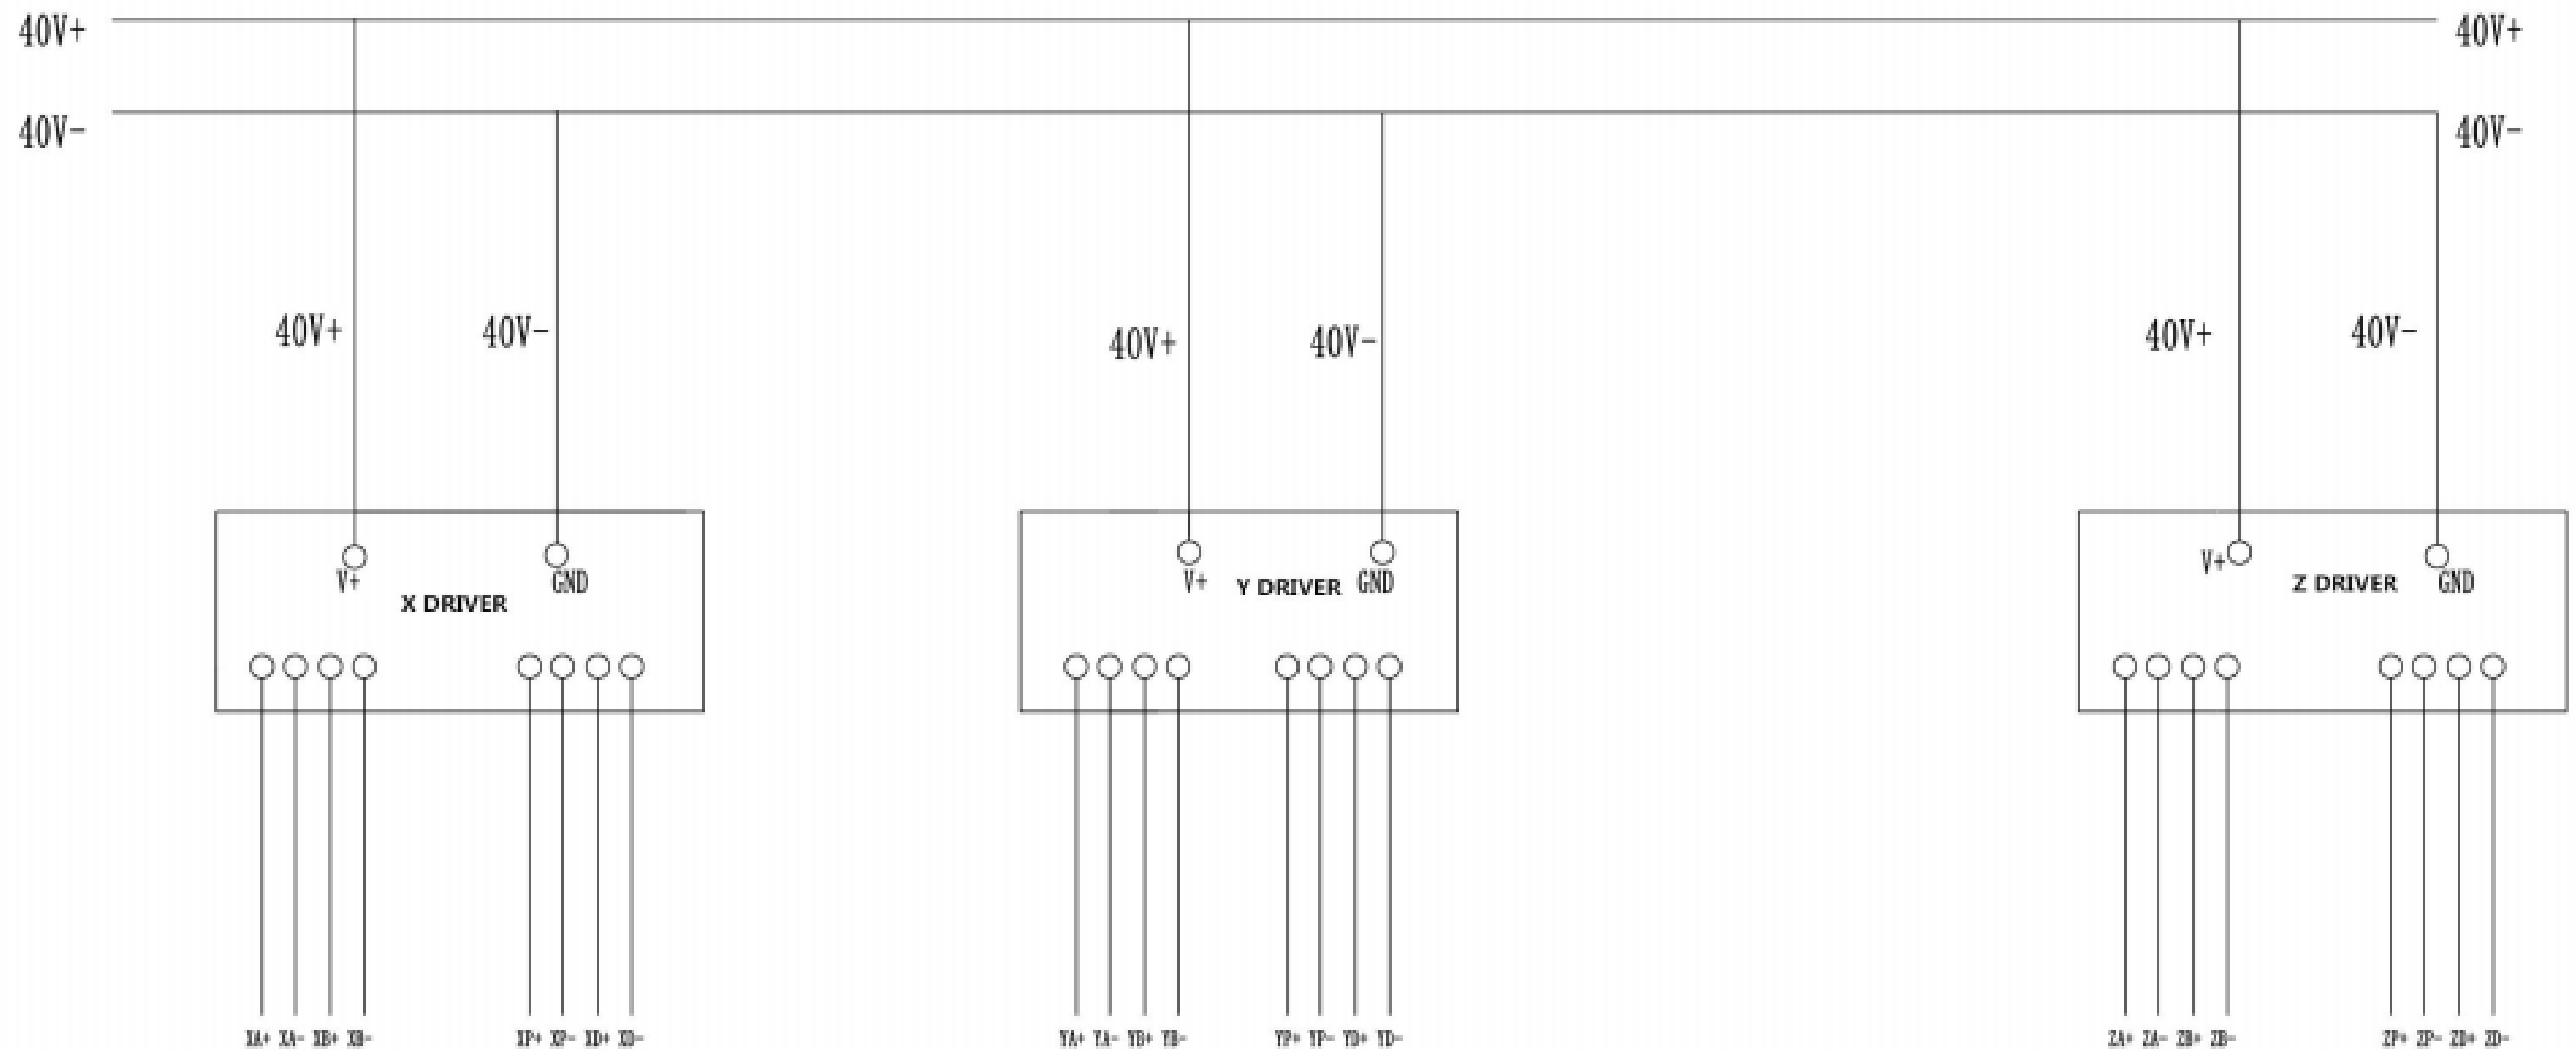 40V+ 40V+
40V- 40V-
40V+ 40V- 40V+ 40V- 40V+ 40V-
V+ GND V+ GND V+ GND
X DRIVER Y DRIVER Z DRIVER
XA+ XA- XB+ XB- XP+ XP- XD+ XD- YA+ YA- YB+ YB- YP+ YP- YD+ YD- ZA+ ZA- ZB+ ZB- ZP+ ZP- ZD+ ZD-